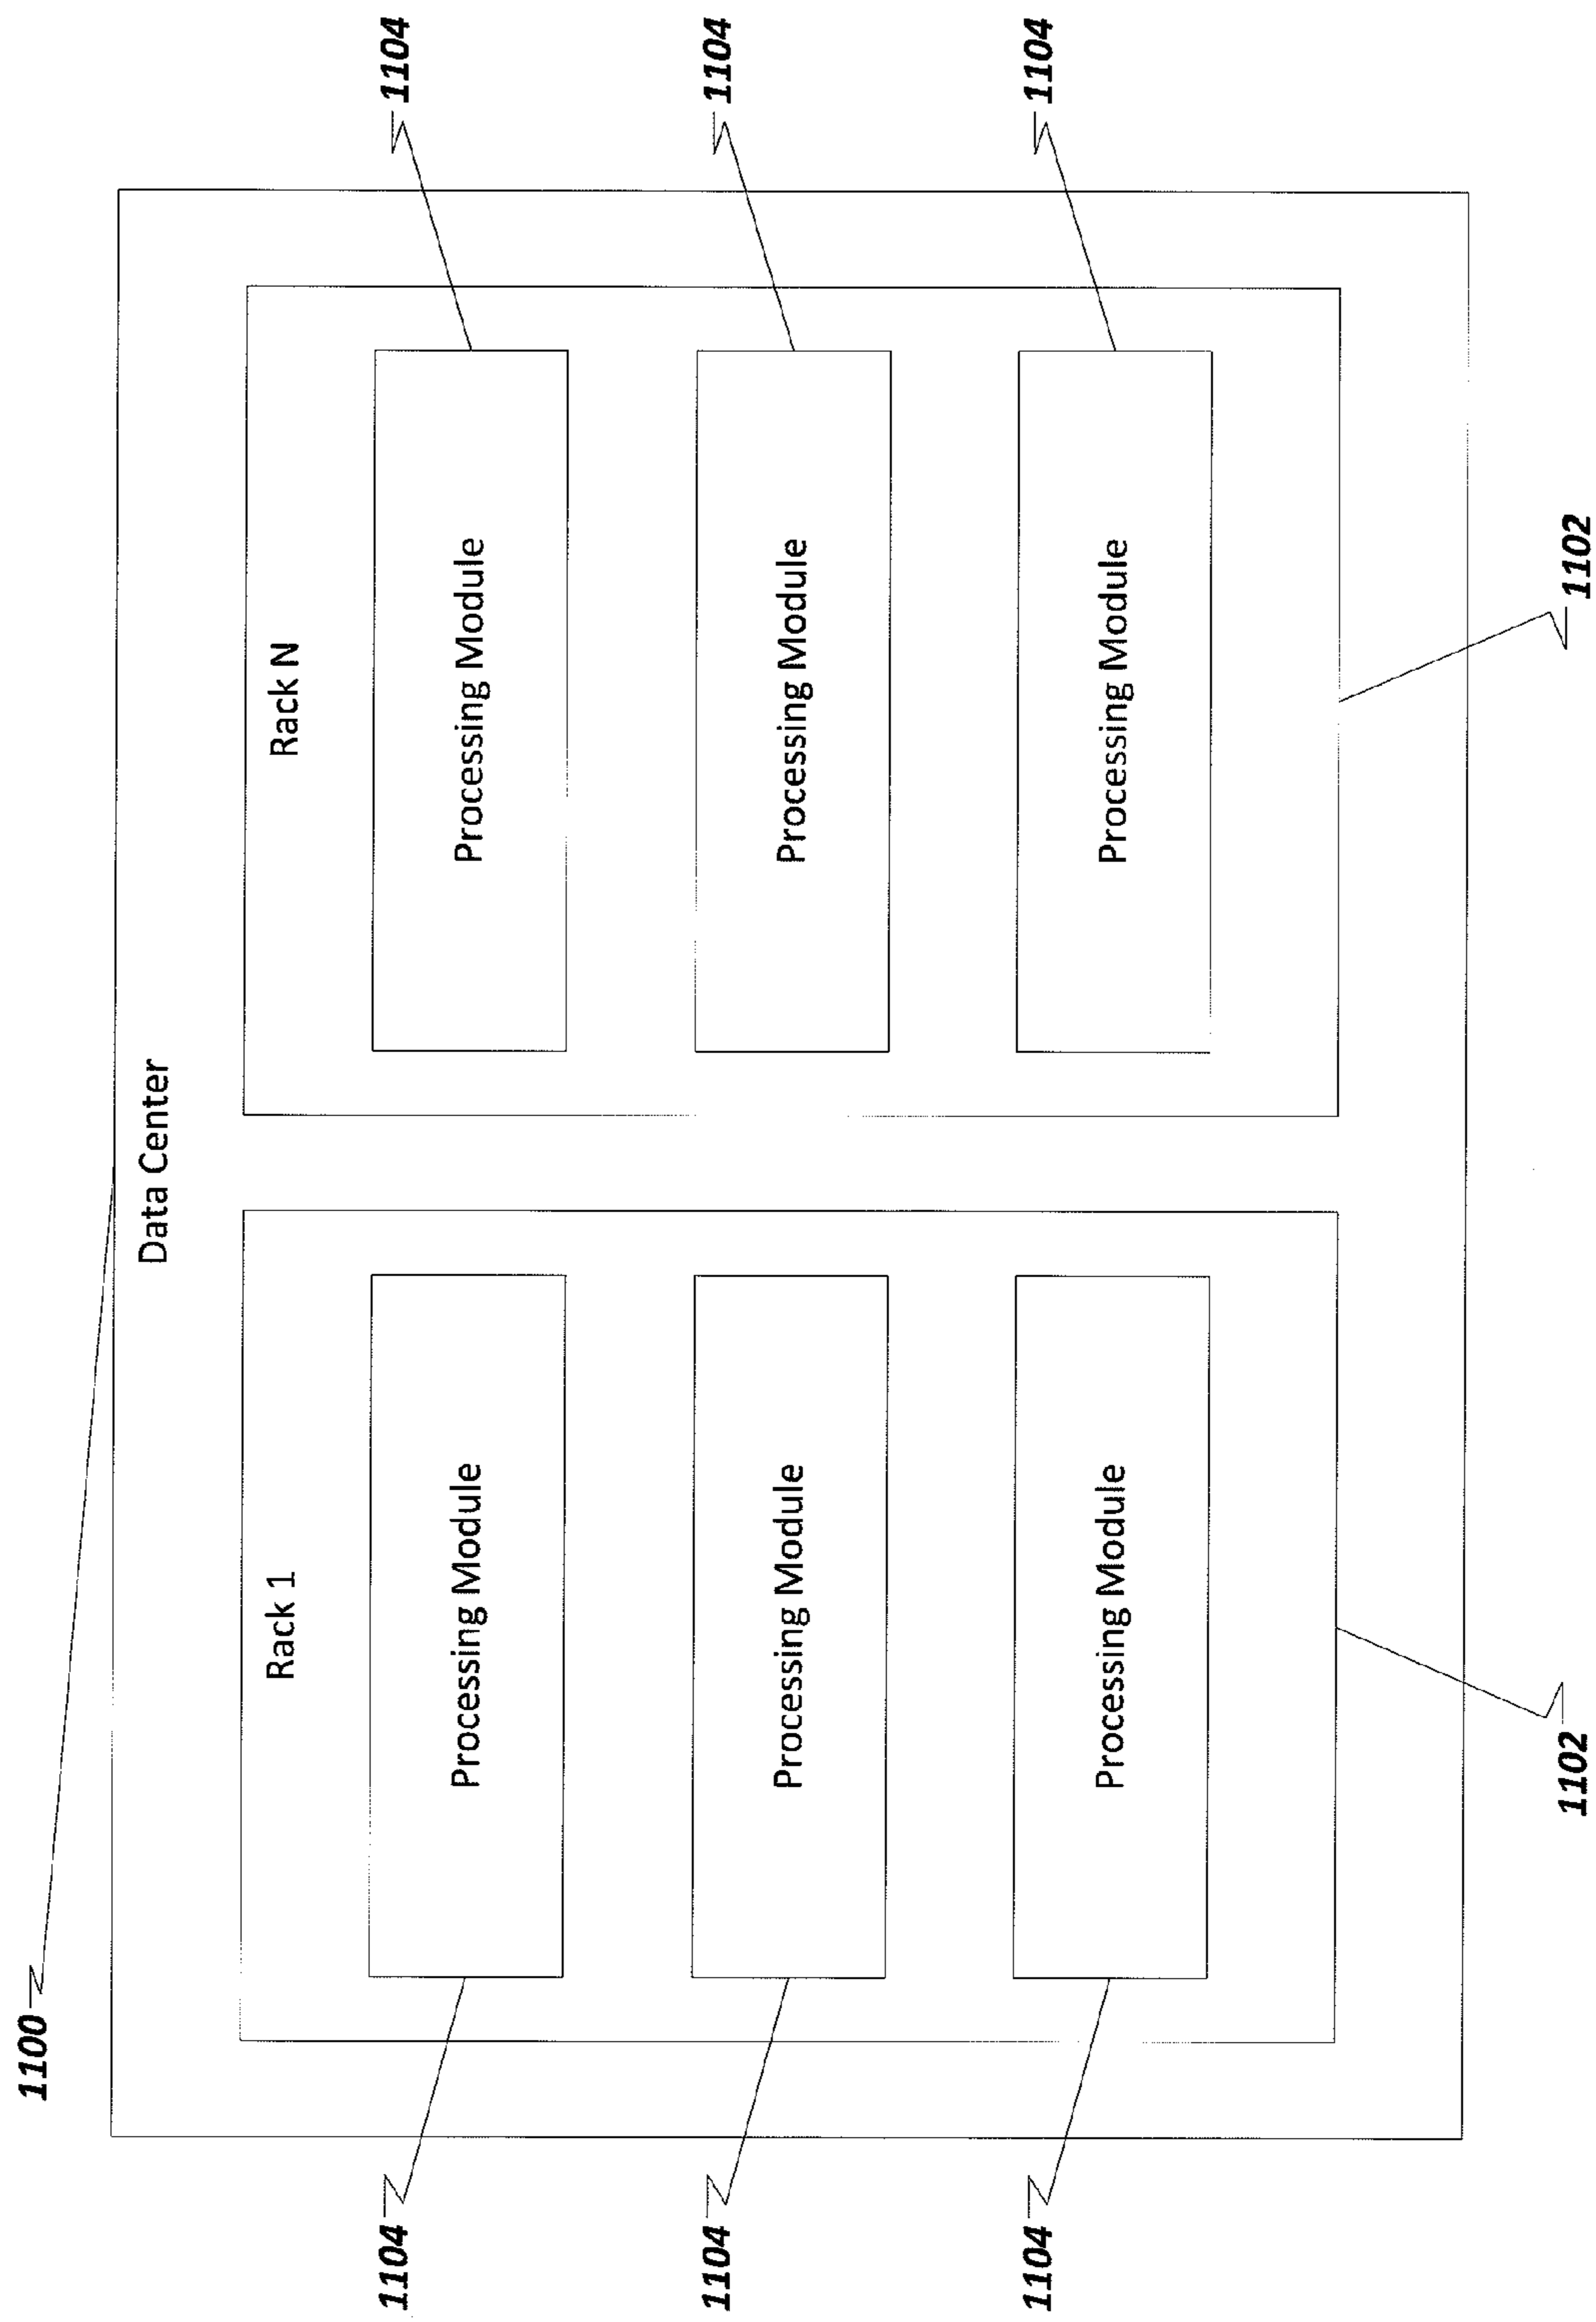 1100
Data Center
Rack 1
Rack N
1104
Processing Module
Processing Module
1104
1104
Processing Module
Processing Module
1104
1104
Processing Module
Processing Module
1104
1102
1102